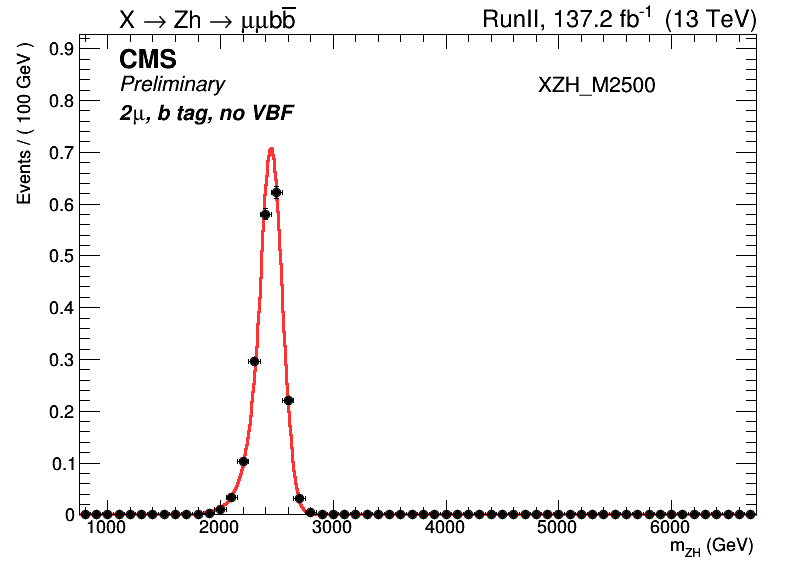 X → Zh → μμbb̅ RunII, 137.2 fb⁻¹ (13 TeV)
CMS
Preliminary
2μ, b tag, no VBF
XZH_M2500
Events / ( 100 GeV )
0.9
0.8
0.7
0.6
0.5
0.4
0.3
0.2
0.1
0
1000 2000 3000 4000 5000 6000
m_ZH (GeV)